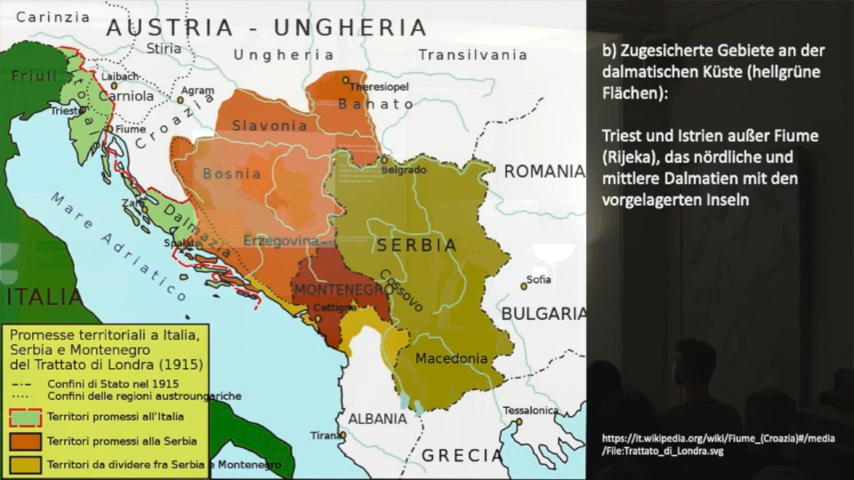 Carinzia
AUSTRIA - UNGHERIA
Stiria
Ungheria
Transilvania
Friuli
Laibach
Carniola
Agram
Theresiopel
Banato
Trieste
Fiume
Croazia
Slavonia
Bosnia
Belgrado
ROMANIA
Zara
Dalmazia
Mare Adriatico
Spalato
Erzegovina
SERBIA
ITALIA
MONTENEGRO
Cossovo
Cettigne
Sofia
BULGARIA
Macedonia
ALBANIA
Tirana
Tessalonica
GRECIA
Promesse territoriali a Italia,
Serbia e Montenegro
del Trattato di Londra (1915)
Confini di Stato nel 1915
Confini delle regioni austroungariche
Territori promessi all'Italia
Territori promessi alla Serbia
Territori da dividere fra Serbia e Montenegro
b) Zugesicherte Gebiete an der
dalmatischen Küste (hellgrüne
Flächen):
Triest und Istrien außer Fiume
(Rijeka), das nördliche und
mittlere Dalmatien mit den
vorgelagerten Inseln
https://it.wikipedia.org/wiki/Fiume_(Croazia)#/media
/File:Trattato_di_Londra.svg